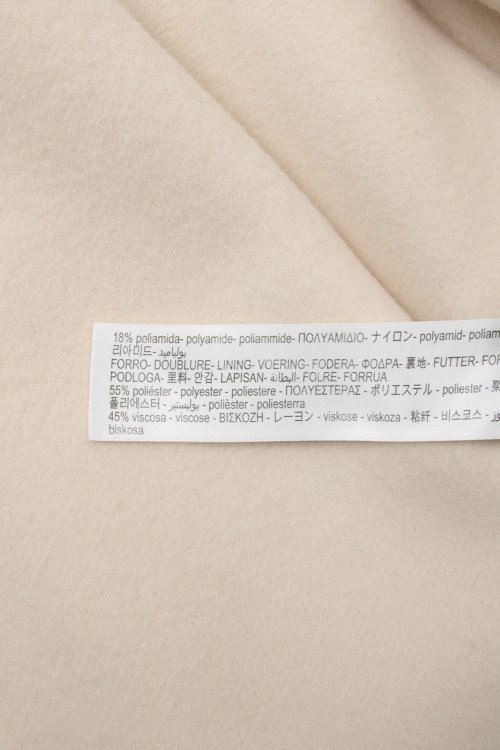 18% poliamida- polyamide- poliammide- ΠΟΛΥΑΜΙΔΙΟ- ナイロン- polyamid- poliam
리아미드- بولياميد
FORRO- DOUBLURE- LINING- VOERING- FODERA- ΦΟΔΡΑ- 裏地- FUTTER- FOR
PODLOGA- 里料- 안감- LAPISAN- البطانة- FOLRE- FORRUA
55% poliéster - polyester - poliestere - ΠΟΛΥΕΣΤΕΡΑΣ - ポリエステル - poliester - 聚
폴리에스터 - بوليستير - polièster - poliesterra
45% viscosa - viscose - ΒΙΣΚΟΖΗ - レーヨン - viskose - viskoza - 粘纤 - 비스코스 -
biskosa